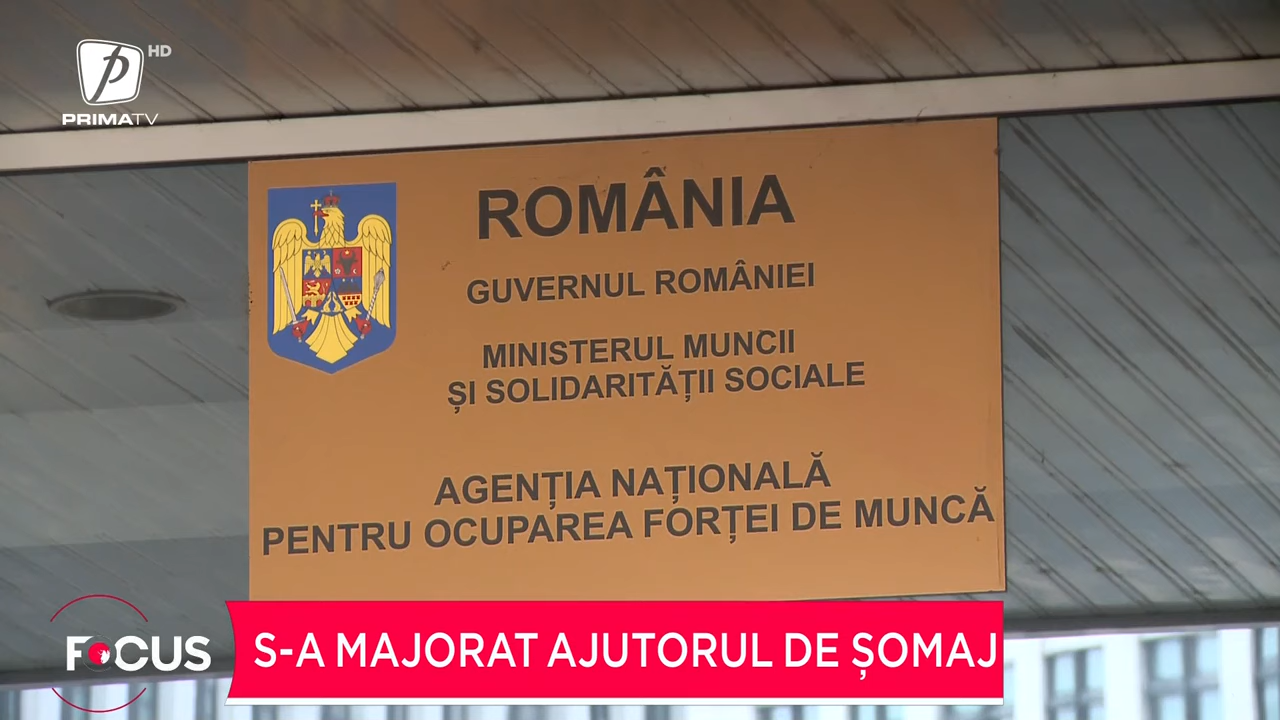 HD
PRIMATV
ROMÂNIA
GUVERNUL ROMÂNIEI
MINISTERUL MUNCII
ȘI SOLIDARITĂȚII SOCIALE
AGENȚIA NAȚIONALĂ
PENTRU OCUPAREA FORȚEI DE MUNCĂ
FOCUS
S-A MAJORAT AJUTORUL DE ȘOMAJ